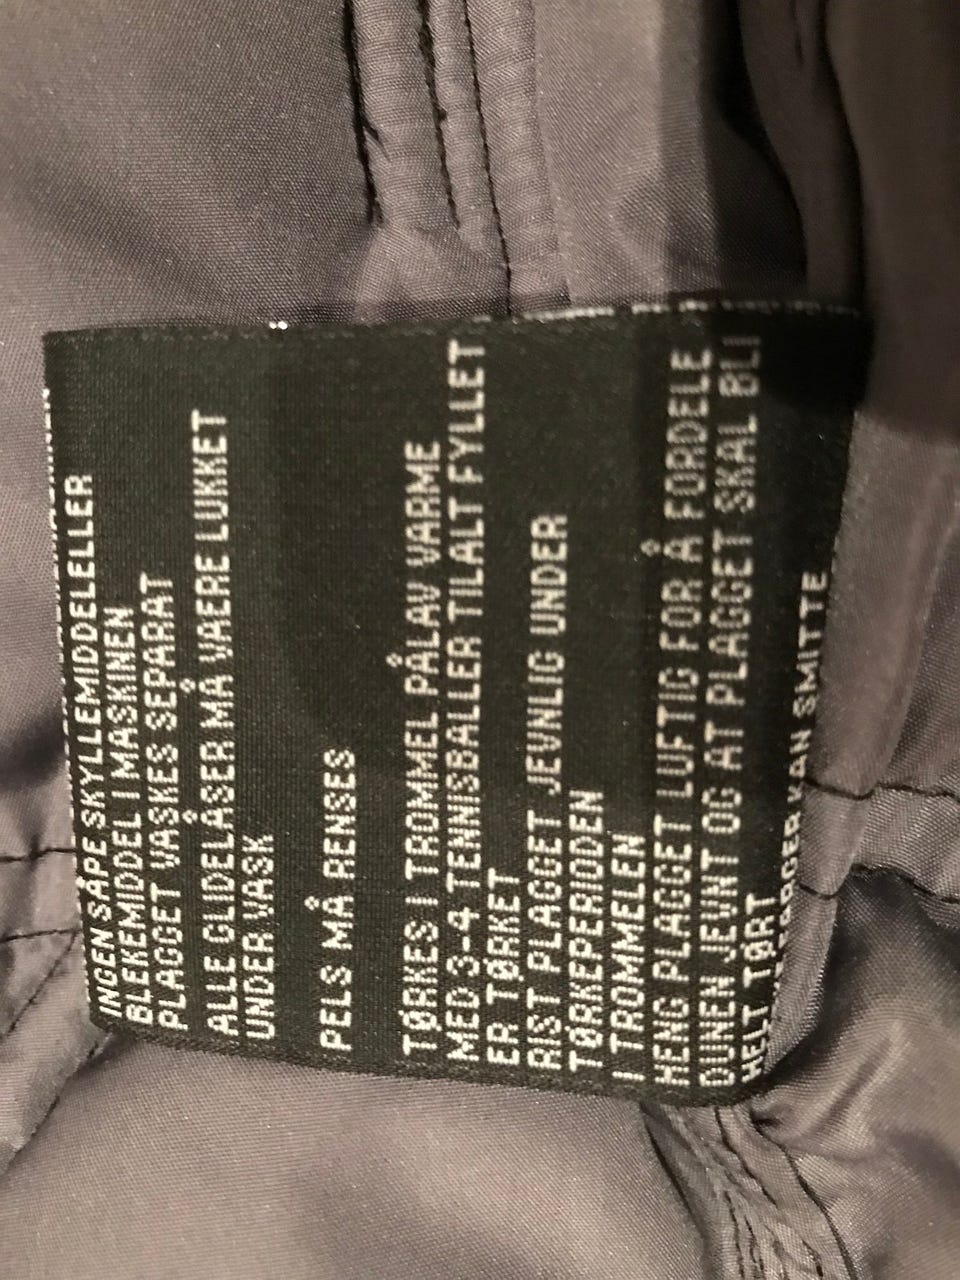 INGEN SÅPE SKYLLEMIDDELELLER
BLEKEMIDDEL I MASKINEN
PLAGGET VASKES SEPARAT
ALLE GLIDELÅSER MÅ VAERE LUKKET
UNDER VASK
PELS MÅ RENSES
TØRKES I TROMMEL PÅLAV VARME
MED 3-4 TENNISBALLER TILALT FYLLET
ER TØRKET
RIST PLAGGET JEVNLIG UNDER
TØRKEPERIODEN
I TROMMELEN
HENG PLAGGET LUFTIG FOR Å FORDELE
DUNEN JEVNT OG AT PLAGGET SKAL BLI
HELT TØRT
FARGER KAN SMITTE